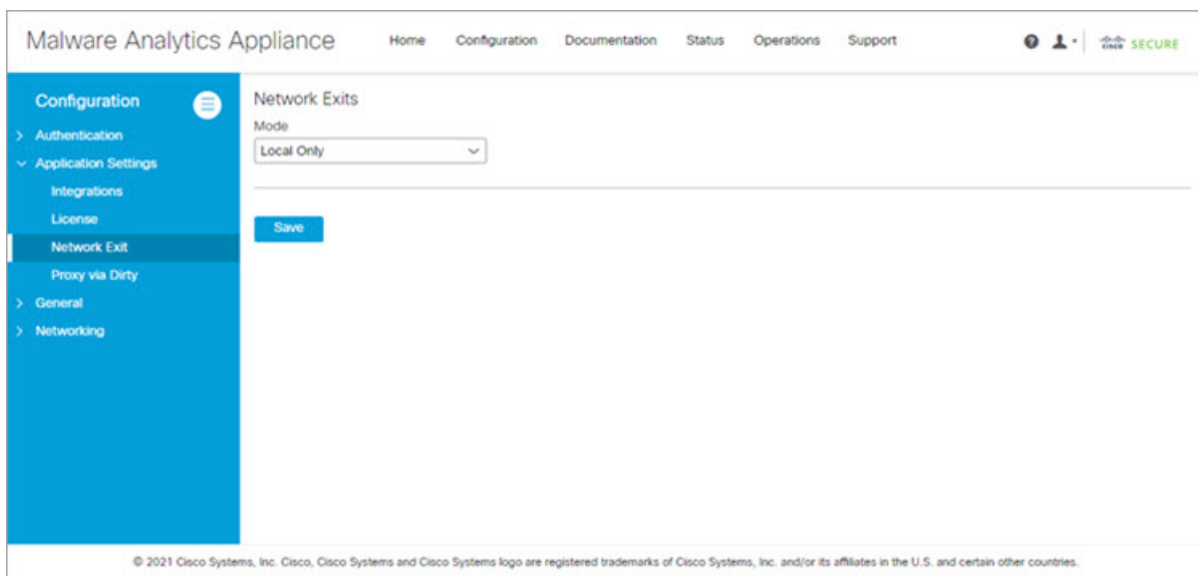 Malware Analytics Appliance
Home Configuration Documentation Status Operations Support
CISCO SECURE
Configuration
Authentication
Application Settings
Integrations
License
Network Exit
Proxy via Dirty
General
Networking
Network Exits
Mode
Local Only
Save
© 2021 Cisco Systems, Inc. Cisco, Cisco Systems and Cisco Systems logo are registered trademarks of Cisco Systems, Inc. and/or its affiliates in the U.S. and certain other countries.